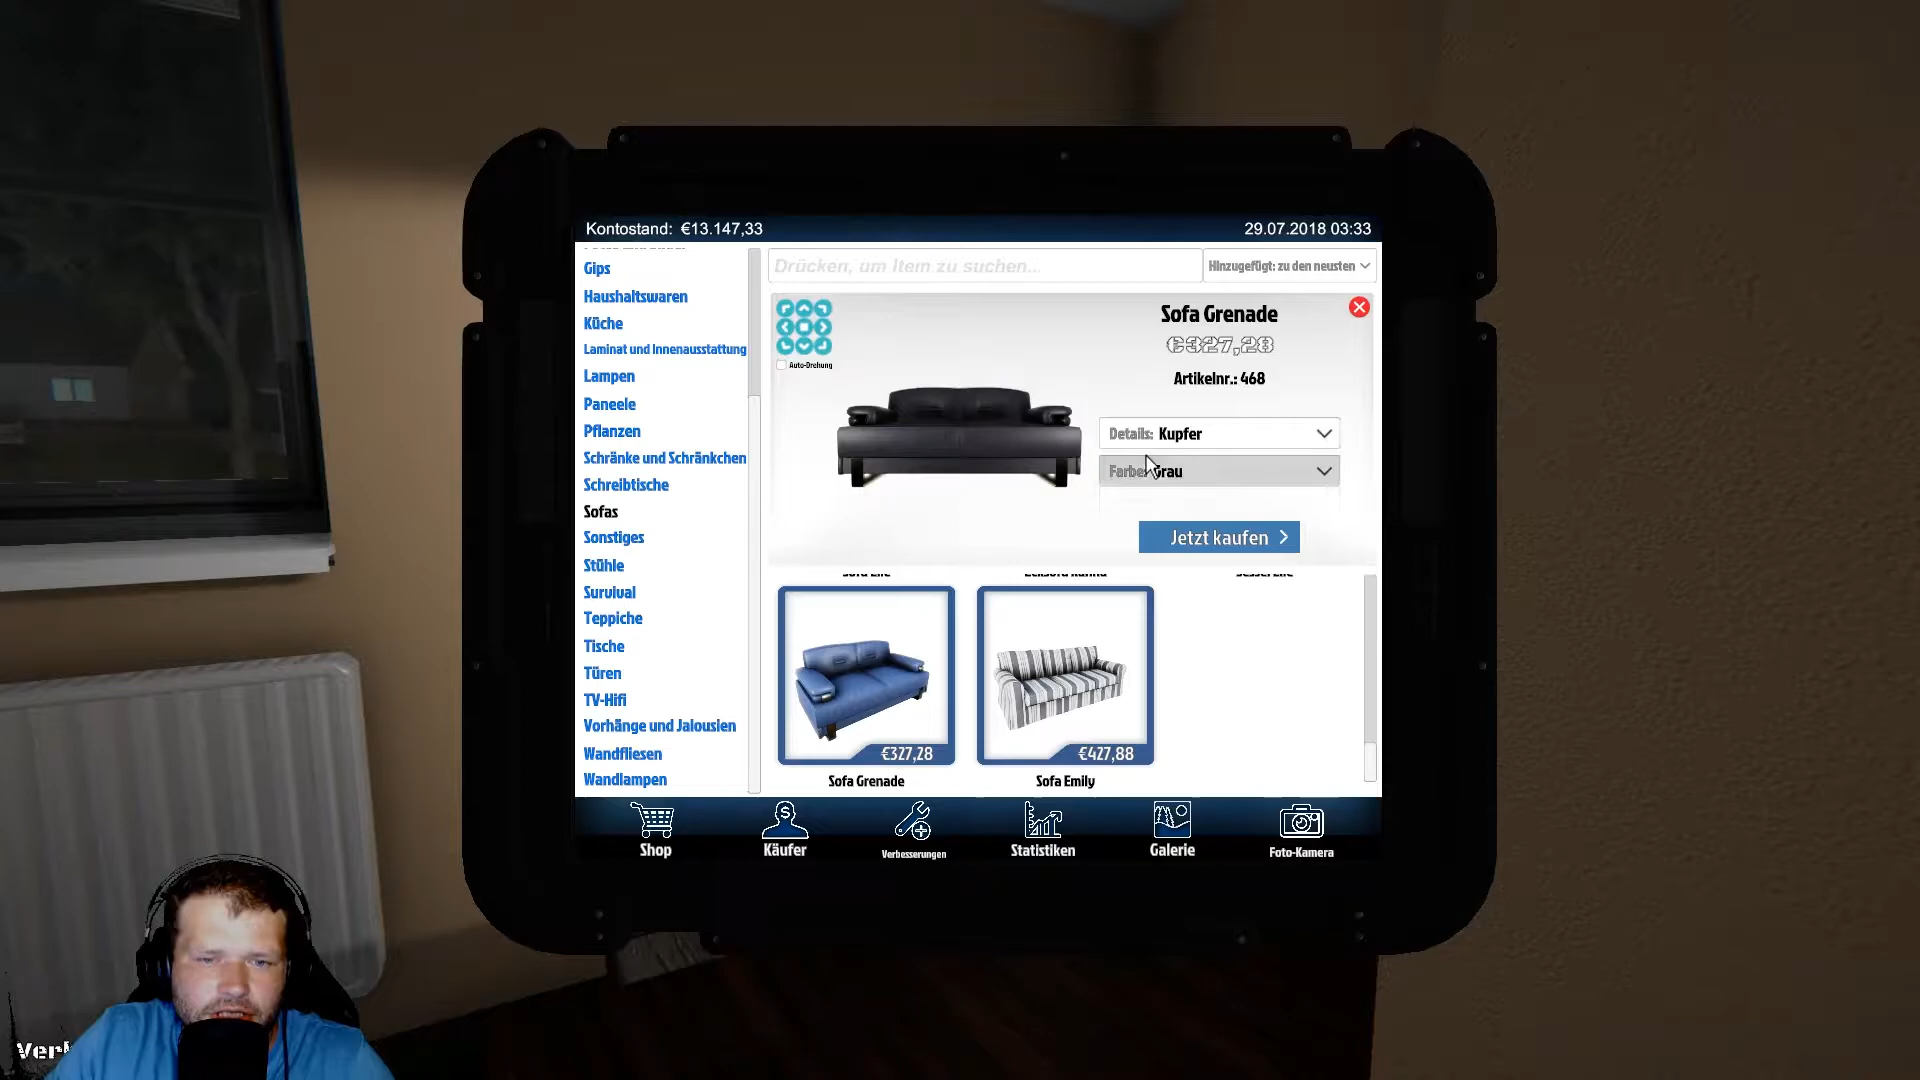 Kontostand: €13.147,33
29.07.2018 03:33
Gips
Haushaltswaren
Küche
Laminat und Innenausstattung
Lampen
Paneele
Pflanzen
Schränke und Schränkchen
Schreibtische
Sofas
Sonstiges
Stühle
Survival
Teppiche
Tische
Türen
TV-Hifi
Vorhänge und Jalousien
Wandfliesen
Wandlampen
Drücken, um Item zu suchen...
Hinzugefügt: zu den neusten
Auto-Drehung
Sofa Grenade
€327,28
Artikelnr.: 468
Details: Kupfer
Farbe: Grau
Jetzt kaufen
€327,28
€427,88
Sofa Grenade
Sofa Emily
Shop
Käufer
Verbesserungen
Statistiken
Galerie
Foto-Kamera